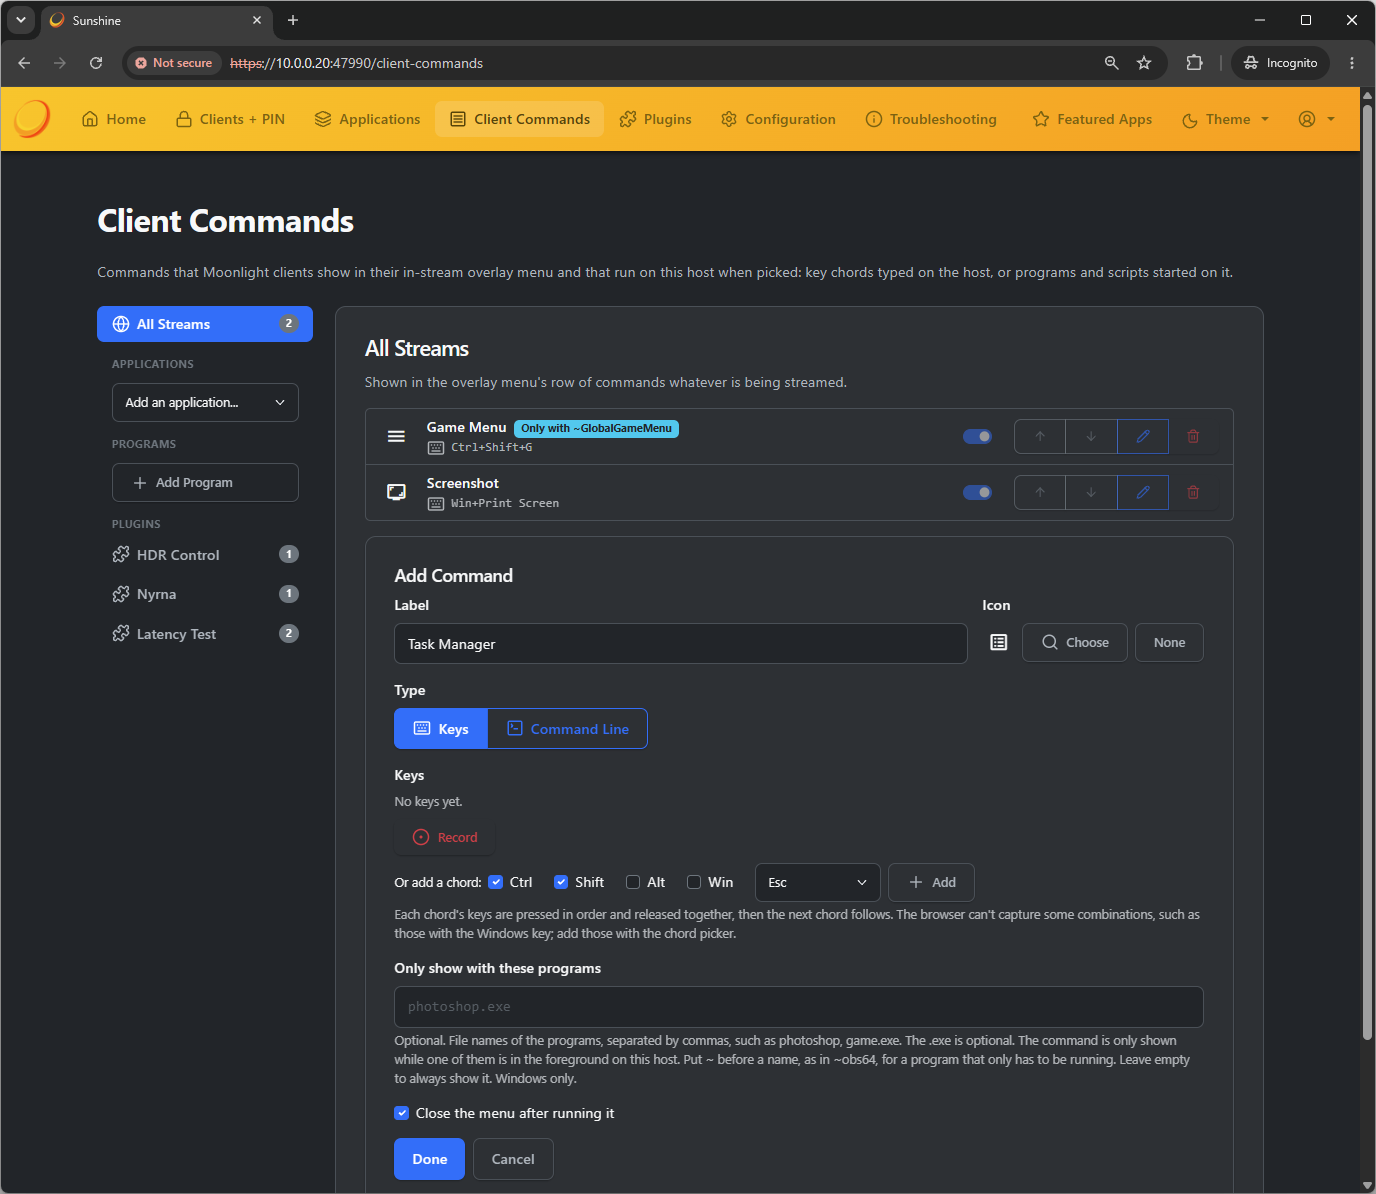 Sunshine
Not secure
https://10.0.0.20:47990/client-commands
Incognito
Home
Clients + PIN
Applications
Client Commands
Plugins
Configuration
Troubleshooting
Featured Apps
Theme
Client Commands
Commands that Moonlight clients show in their in-stream overlay menu and that run on this host when picked: key chords typed on the host, or programs and scripts started on it.
All Streams 2
APPLICATIONS
Add an application...
PROGRAMS
Add Program
PLUGINS
HDR Control 1
Nyrna 1
Latency Test 2
All Streams
Shown in the overlay menu's row of commands whatever is being streamed.
Game Menu Only with ~GlobalGameMenu
Ctrl+Shift+G
Screenshot
Win+Print Screen
Add Command
Label
Icon
Task Manager
Choose
None
Type
Keys
Command Line
Keys
No keys yet.
Record
Or add a chord: Ctrl Shift Alt Win Esc Add
Each chord's keys are pressed in order and released together, then the next chord follows. The browser can't capture some combinations, such as
those with the Windows key; add those with the chord picker.
Only show with these programs
photoshop.exe
Optional. File names of the programs, separated by commas, such as photoshop, game.exe. The .exe is optional. The command is only shown
while one of them is in the foreground on this host. Put ~ before a name, as in ~obs64, for a program that only has to be running. Leave empty
to always show it. Windows only.
Close the menu after running it
Done
Cancel